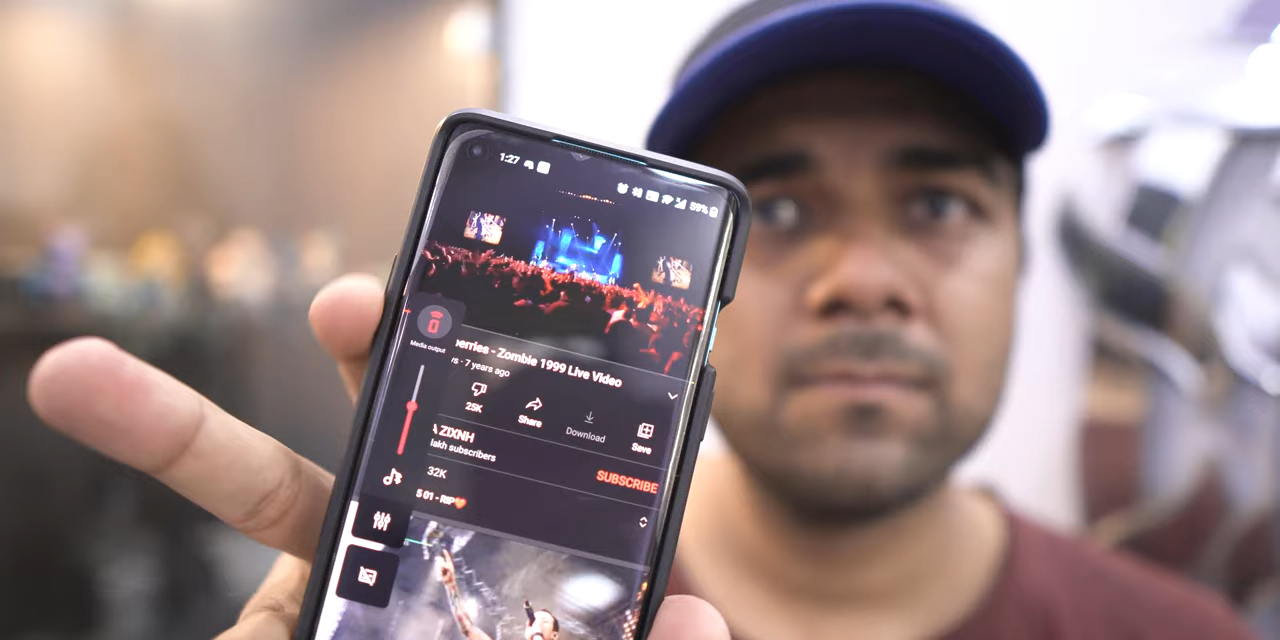 1:27
59%
Media output
erries - Zombie 1999 Live Video
rs · 7 years ago
25K
Share
Download
Save
ZIXNH
lakh subscribers
SUBSCRIBE
32K
5 01 - RIP🧡